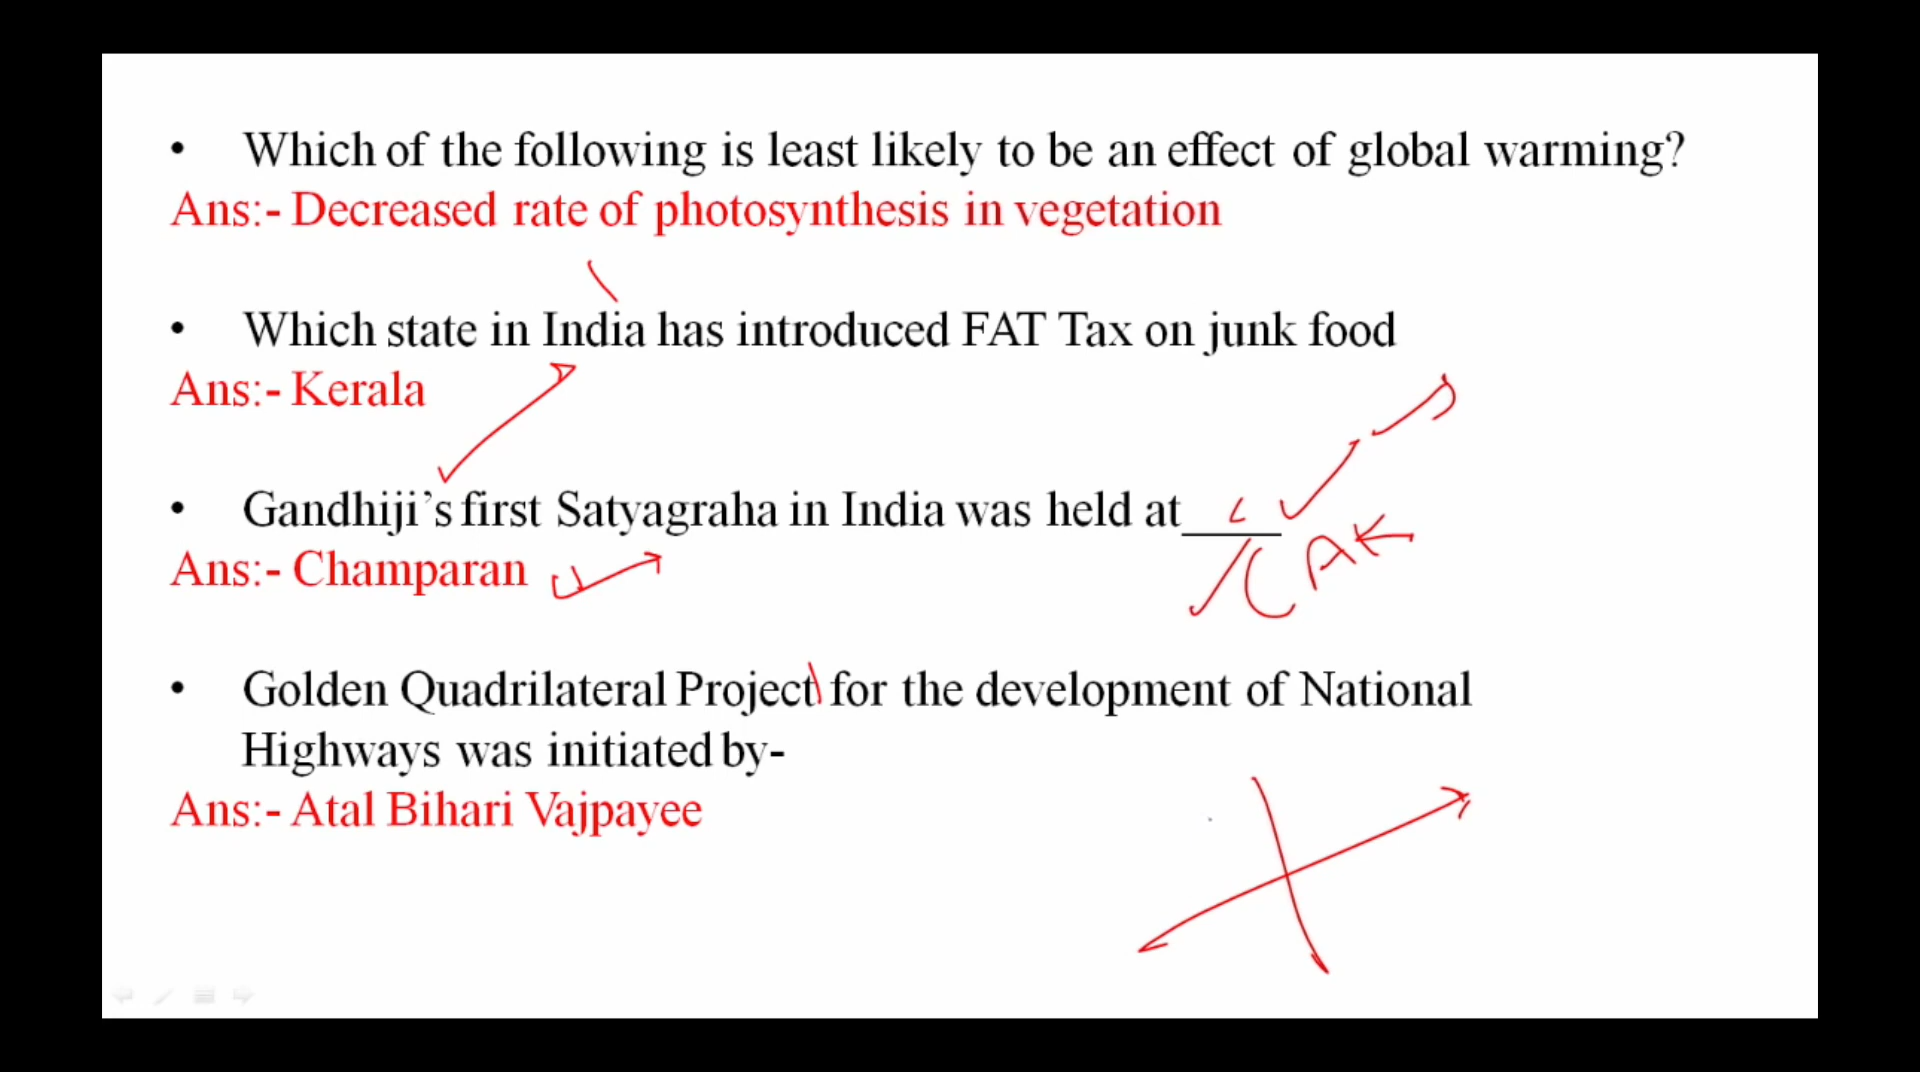 • Which of the following is least likely to be an effect of global warming?
Ans:- Decreased rate of photosynthesis in vegetation
• Which state in India has introduced FAT Tax on junk food
Ans:- Kerala
• Gandhiji’s first Satyagraha in India was held at____
Ans:- Champaran
CAK
• Golden Quadrilateral Project for the development of National
Highways was initiated by-
Ans:- Atal Bihari Vajpayee